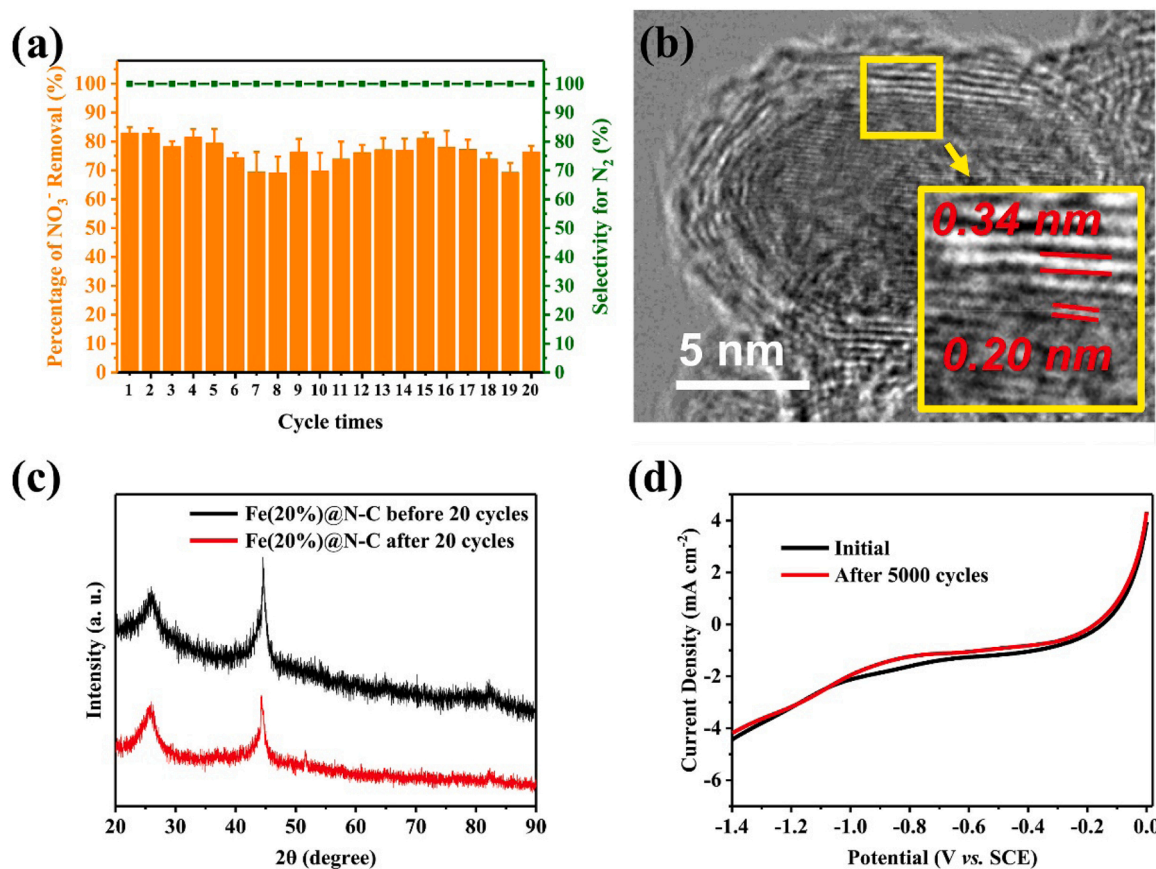 (a)
Percentage of NO₃⁻ Removal (%)
100
90
80
70
60
50
40
30
20
10
0
100
90
80
70
60
50
40
30
20
10
0
Selectivity for N₂ (%)
1 2 3 4 5 6 7 8 9 10 11 12 13 14 15 16 17 18 19 20
Cycle times
(b)
0.34 nm
0.20 nm
5 nm
(c)
Fe(20%)@N-C before 20 cycles
Fe(20%)@N-C after 20 cycles
Intensity (a. u.)
20 30 40 50 60 70 80 90
2θ (degree)
(d)
Initial
After 5000 cycles
Current Density (mA cm⁻²)
4
2
0
-2
-4
-6
-1.4 -1.2 -1.0 -0.8 -0.6 -0.4 -0.2 0.0
Potential (V vs. SCE)